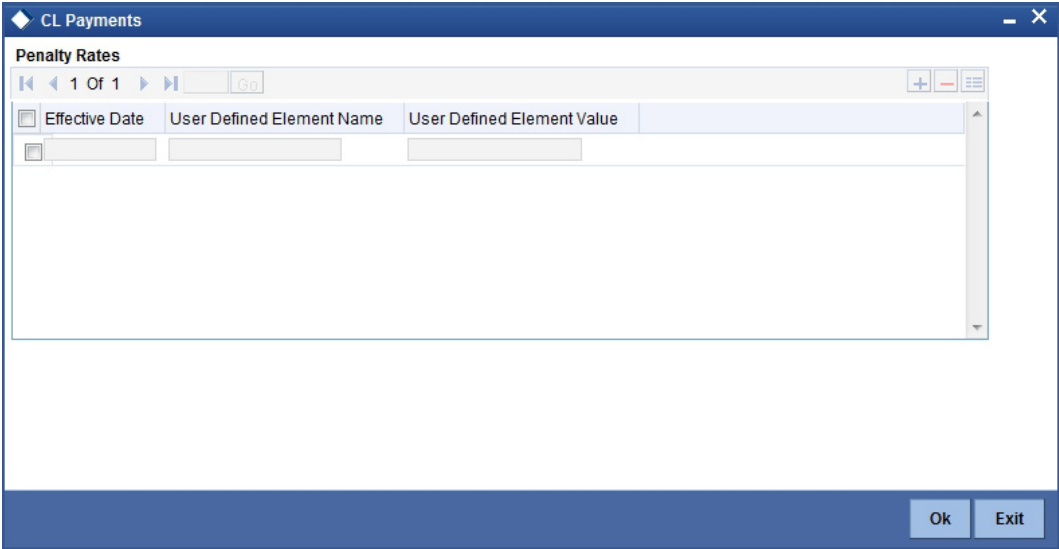 CL Payments
Penalty Rates
1 Of 1 Go
Effective Date User Defined Element Name User Defined Element Value
Ok Exit